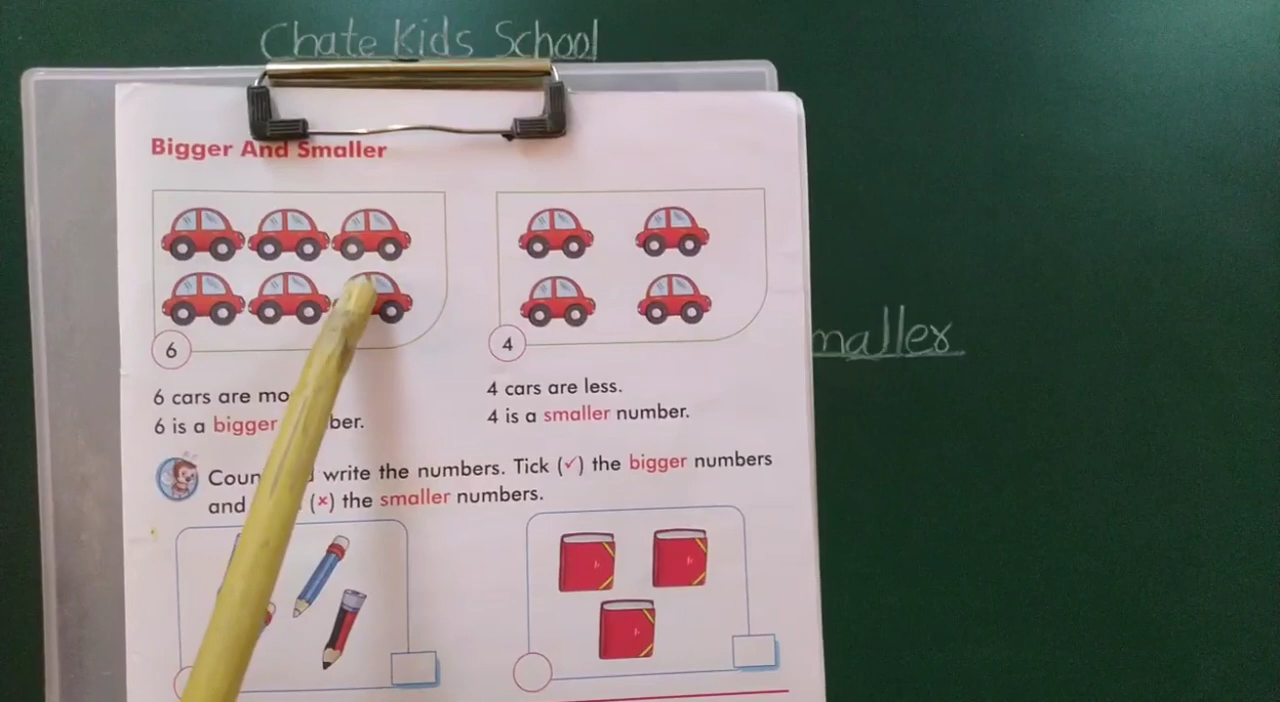 Chate Kids School
Bigger And Smaller
6
4
6 cars are mo
4 cars are less.
6 is a bigger ber.
4 is a smaller number.
maller
Coun write the numbers. Tick (✓) the bigger numbers
and (×) the smaller numbers.